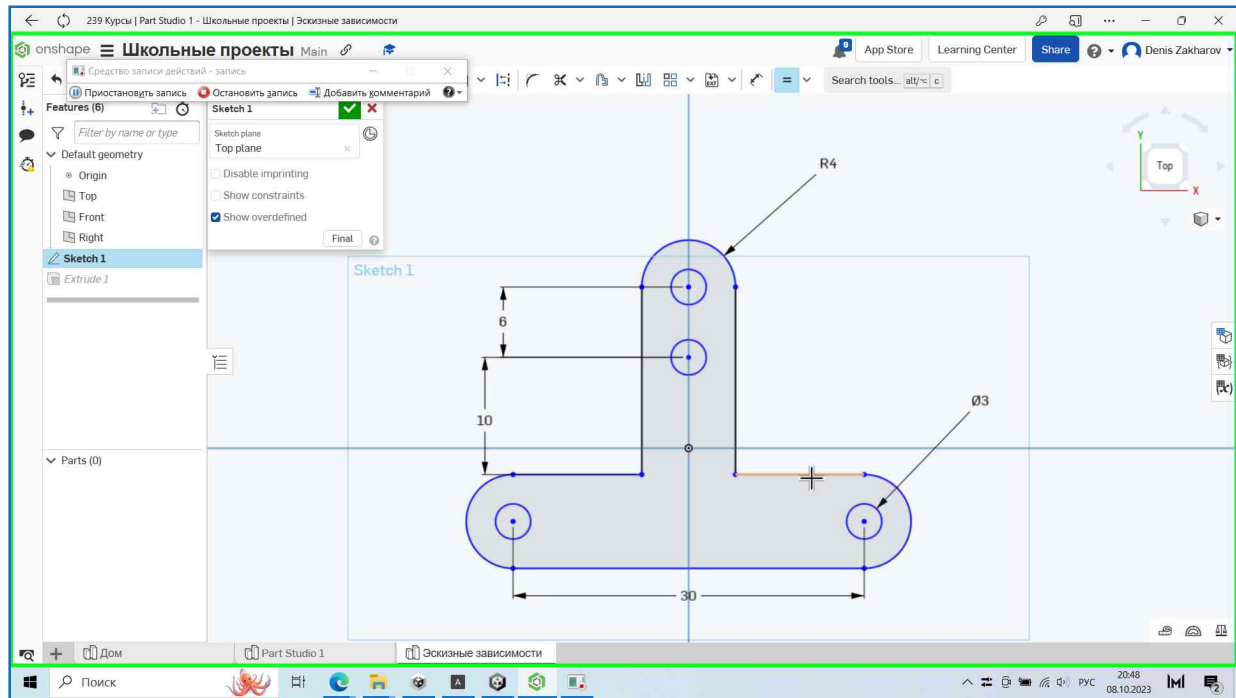 239 Курсы | Part Studio 1 - Школьные проекты | Эскизные зависимости
onshape Школьные проекты Main
App Store Learning Center Share Denis Zakharov
Средство записи действий - запись
Приостановить запись Остановить запись Добавить комментарий
Search tools... alt/⌥ c
Features (6)
Filter by name or type
Default geometry
Origin
Top
Front
Right
Sketch 1
Extrude 1
Parts (0)
Sketch 1
Sketch plane
Top plane
Disable imprinting
Show constraints
Show overdefined
Final
Sketch 1
R4
6
10
Ø3
30
Y
Top
X
Дом
Part Studio 1
Эскизные зависимости
Поиск
РУС
20:48
08.10.2023
2